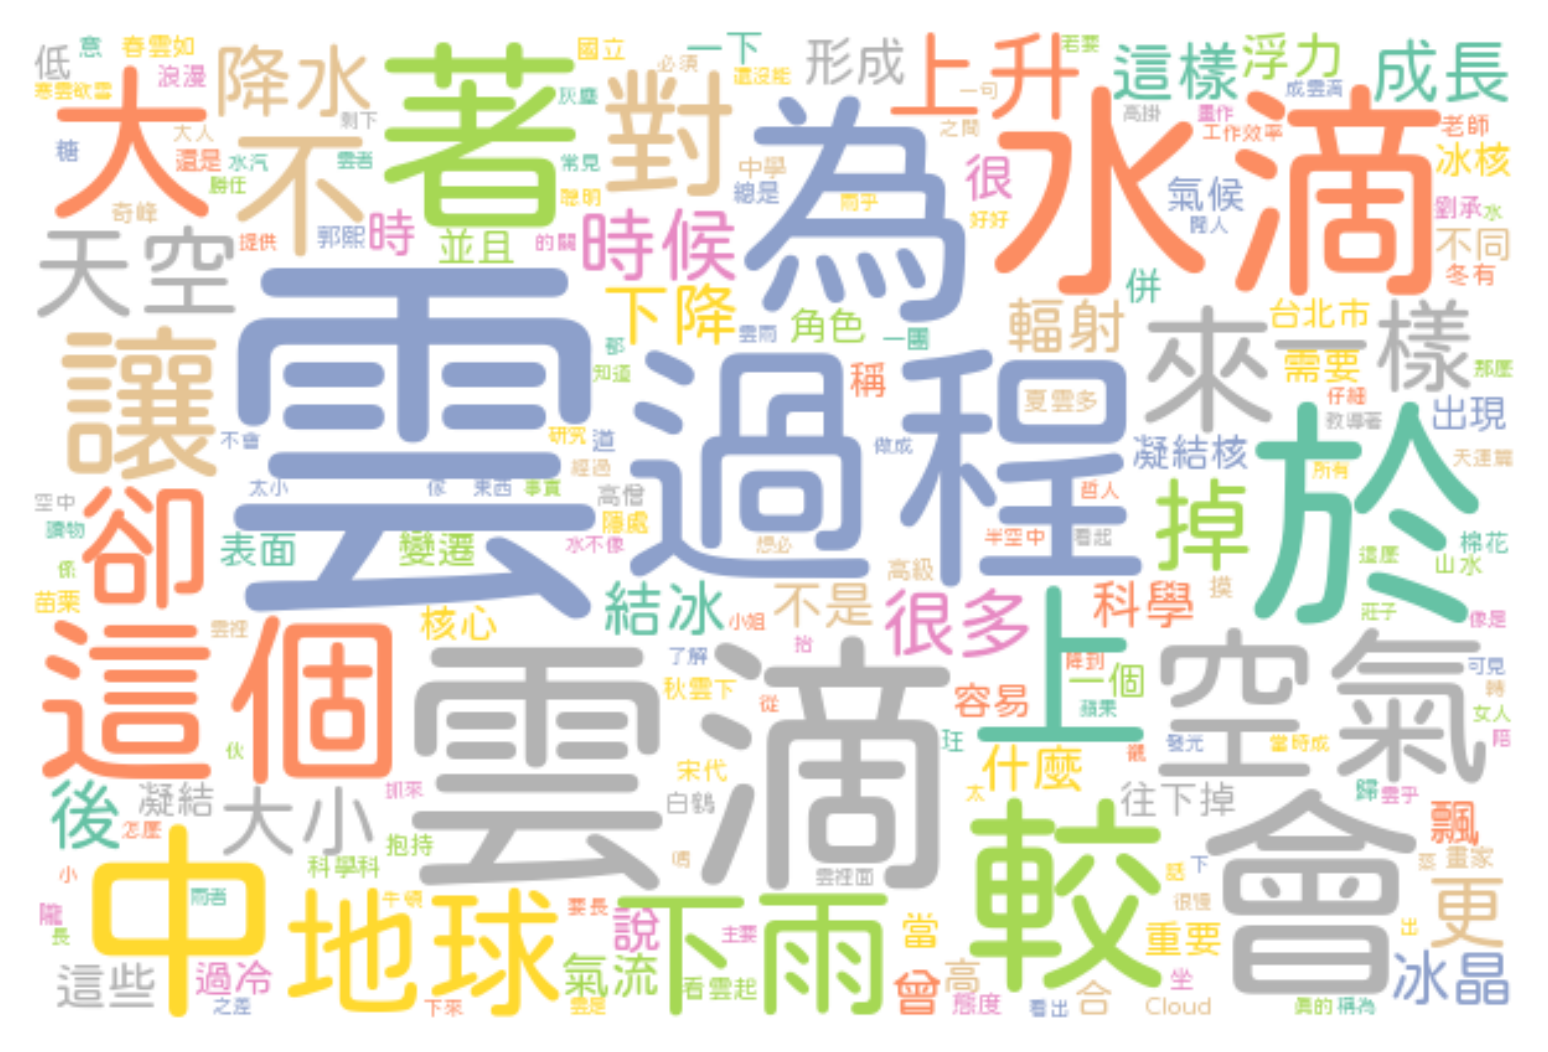 低
意
春雲如
浪漫
寒雲欲雪
降水
大
糖
大人
還是
水汽
勝任
奇峰
提供
不
剩下
雲者
郭熙
時
著
國立
灰塵
常見
聰明
並且
的關
時候
對
必須
一下
還沒能
中學
總是
雨乎
形成
為
上升
一句
之間
很
好好
若要
這樣
高掛
畫作
浮力
成雲滴
工作效率
成長
老師
冰核
水滴
氣候
閒人
劉承
水
不同
冬有
併
天空
讓
雲
下降
雲雨
角色
一團
都
知道
稱
輻射
來
台北市
一樣
需要
那麼
仔細
教導著
出現
夏雲多
過程
做成
凝結核
天運篇
所有
於
不會
研究
道
經過
太小
傢
東西
事實
高僧
隱處
哲人
半空中
看起
掉
空中
讀物
係
苗栗
卻
表面
變遷
水不像
想必
高級
摸
這麼
棉花
山水
莊子
像是
雲裡
核心
結冰
小姐
不是
抬
很多
科學
這個
雲滴
了解
秋雲下
從
容易
上
降到
一個
蘋果
空氣
可見
轉
女人
陪
發光
當時成
伙
抓來
宋代
白鶴
什麼
太
往下掉
歸
雲乎
飄
後
凝結
怎麼
大小
科學科
抱持
雲裡面
較
會
畫家
話
下
很慢
小
隴
長
中
雨者
地球
牛頓
要長
說
下雨
主要
當
重要
出
更
這些
過冷
之差
下來
氣流
雲是
看雲起
曾
高
態度
看出
合
坐
Cloud
真的
稱為
冰晶